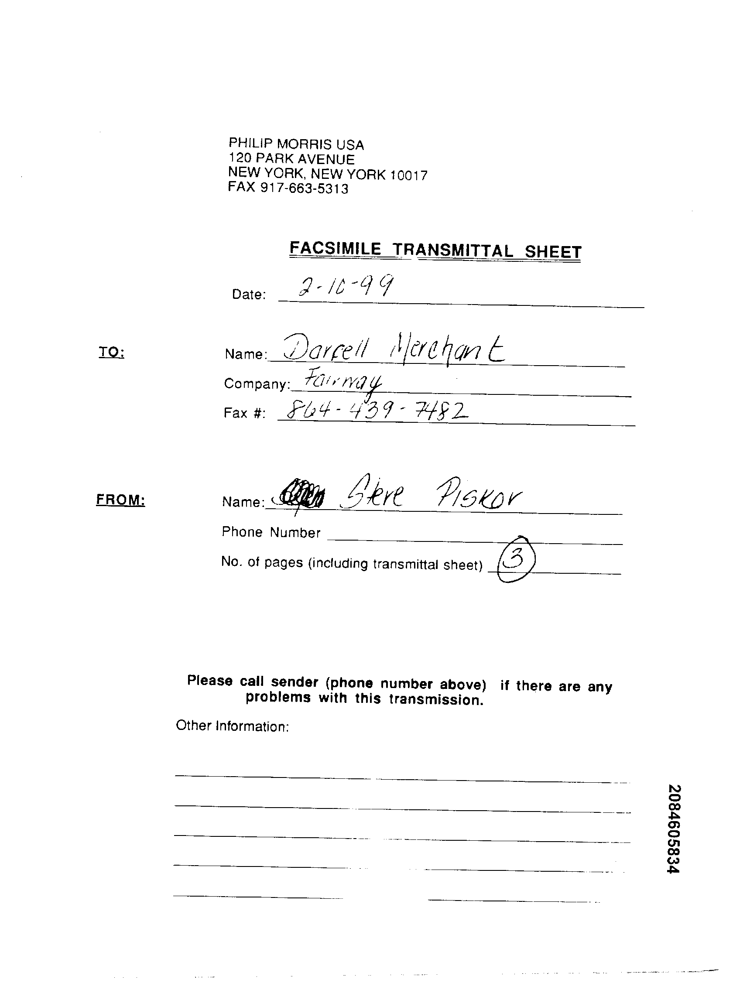 PHILIP MORRIS USA
120 PARK AVENUE
NEW YORK, NEW YORK 10017
FAX 917-663-5313
FACSIMILE TRANSMITTAL SHEET
Date: 2-10-99
TO: Name: Darcell Merchant
Company: Fairway
Fax #: 864-439-7482
FROM: Name: Steve Piskor
Phone Number
No. of pages (including transmittal sheet) 3
Please call sender (phone number above) if there are any
problems with this transmission.
Other Information:
2084605834